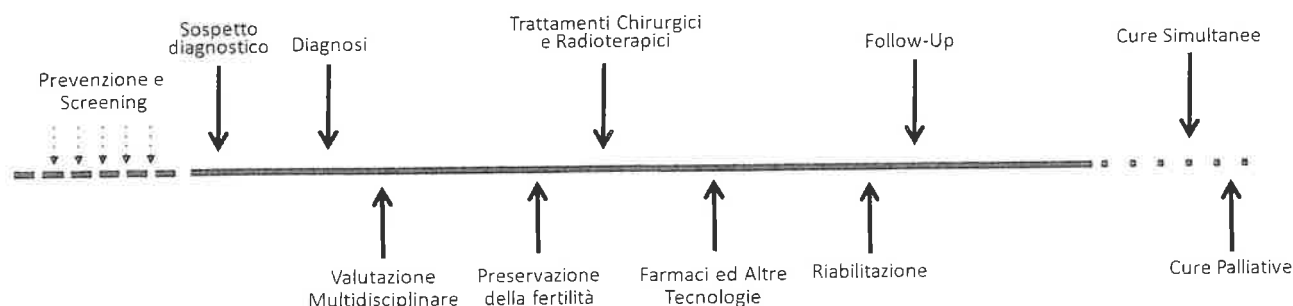 Prevenzione e
Screening
Sospetto
diagnostico
Diagnosi
Trattamenti Chirurgici
e Radioterapici
Follow-Up
Cure Simultanee
Valutazione
Multidisciplinare
Preservazione
della fertilità
Farmaci ed Altre
Tecnologie
Riabilitazione
Cure Palliative